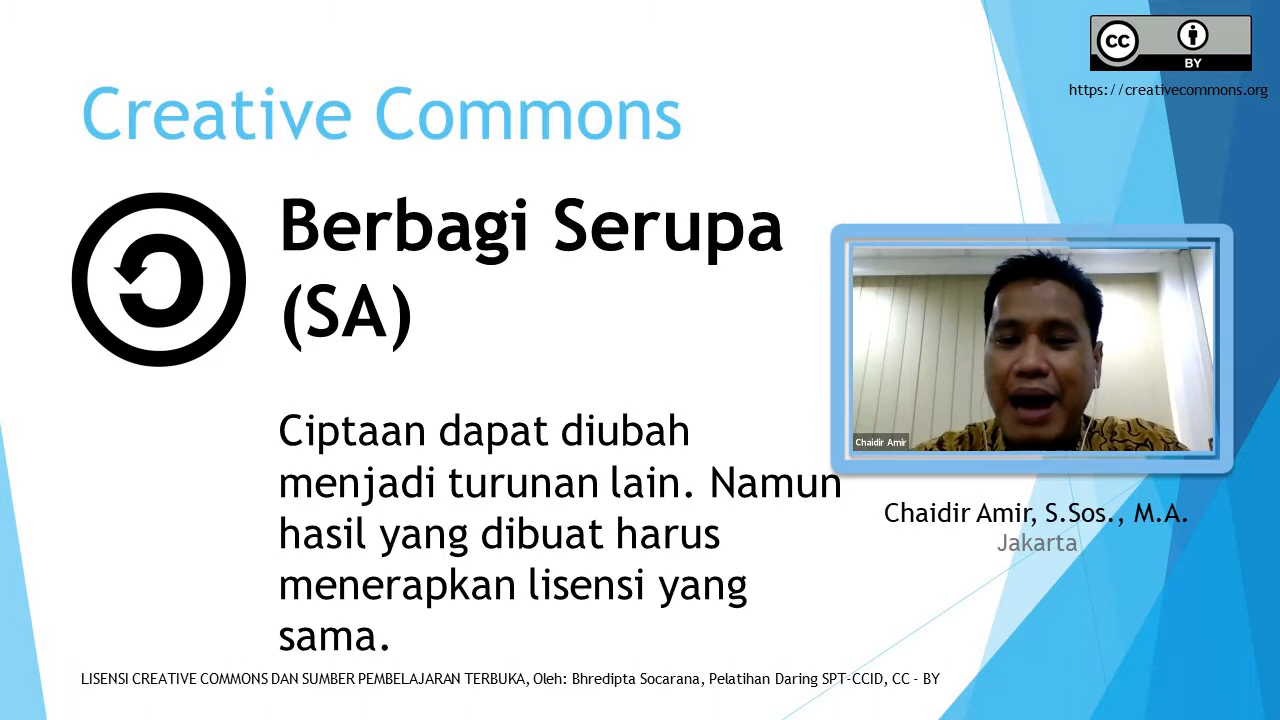 CC
BY
https://creativecommons.org
Creative Commons
Berbagi Serupa
(SA)
Ciptaan dapat diubah
menjadi turunan lain. Namun
hasil yang dibuat harus
menerapkan lisensi yang
sama.
Chaidir Amir
Chaidir Amir, S.Sos., M.A.
Jakarta
LISENSI CREATIVE COMMONS DAN SUMBER PEMBELAJARAN TERBUKA, Oleh: Bhredipta Socarana, Pelatihan Daring SPT-CCID, CC - BY